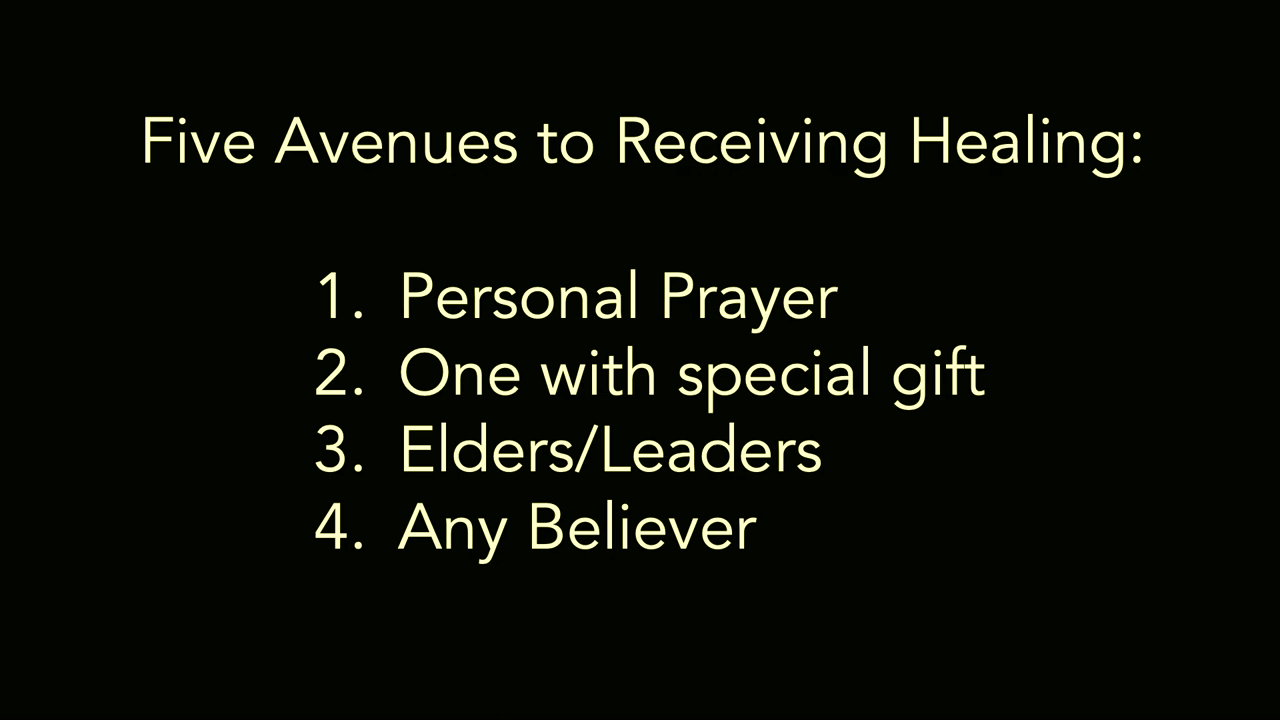 Five Avenues to Receiving Healing:
1. Personal Prayer
2. One with special gift
3. Elders/Leaders
4. Any Believer